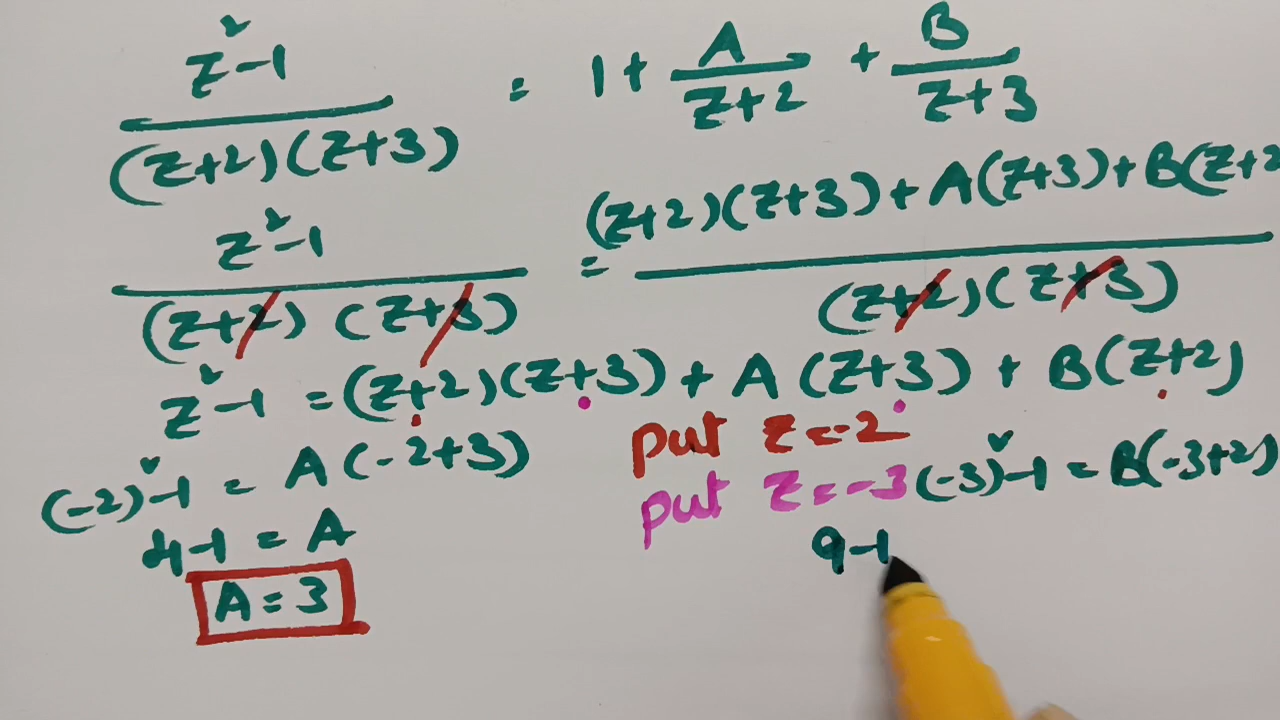 z²-1 / (z+2)(z+3) = 1 + A / z+2 + B / z+3
z²-1 / (z+2)(z+3) = (z+2)(z+3) + A(z+3) + B(z+2 / (z+2)(z+3)
z²-1 = (z+2)(z+3) + A(z+3) + B(z+2)
put z=-2
(-2)²-1 = A(-2+3)
put z=-3 (-3)²-1 = B(-3+2)
4-1 = A
9-1
A=3